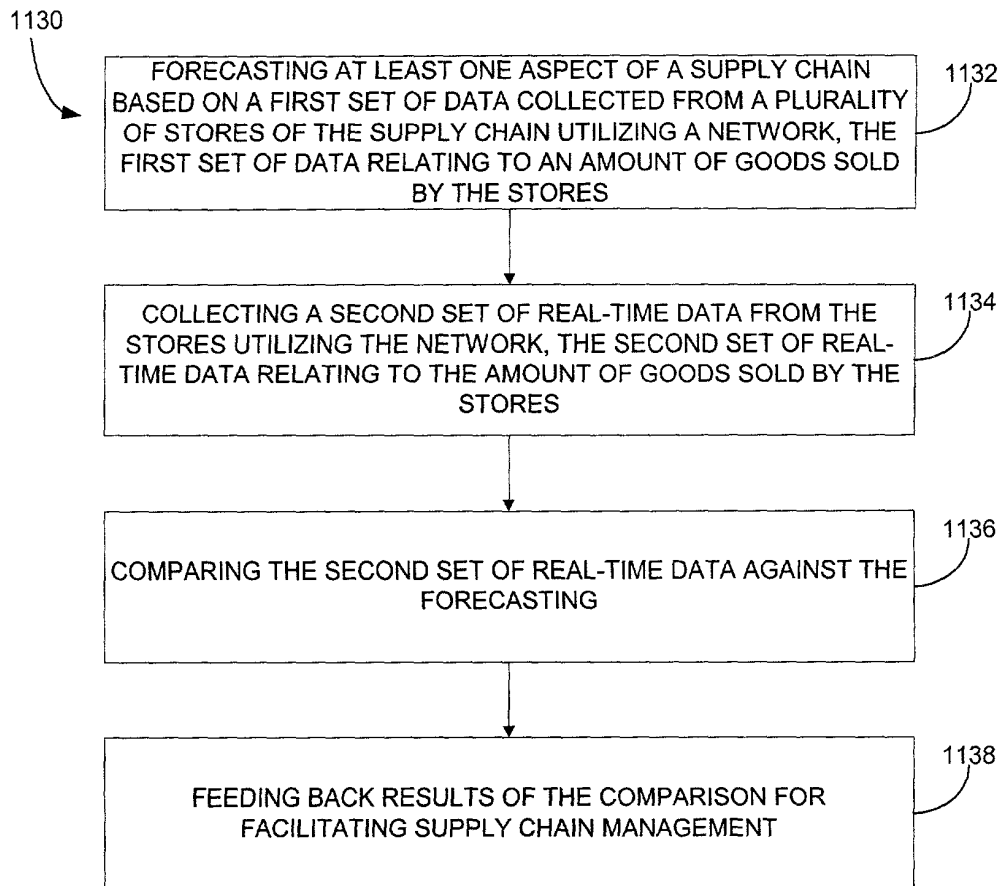 1130
FORECASTING AT LEAST ONE ASPECT OF A SUPPLY CHAIN
BASED ON A FIRST SET OF DATA COLLECTED FROM A PLURALITY
OF STORES OF THE SUPPLY CHAIN UTILIZING A NETWORK, THE
FIRST SET OF DATA RELATING TO AN AMOUNT OF GOODS SOLD
BY THE STORES
1132
COLLECTING A SECOND SET OF REAL-TIME DATA FROM THE
STORES UTILIZING THE NETWORK, THE SECOND SET OF REAL-
TIME DATA RELATING TO THE AMOUNT OF GOODS SOLD BY THE
STORES
1134
COMPARING THE SECOND SET OF REAL-TIME DATA AGAINST THE
FORECASTING
1136
FEEDING BACK RESULTS OF THE COMPARISON FOR
FACILITATING SUPPLY CHAIN MANAGEMENT
1138